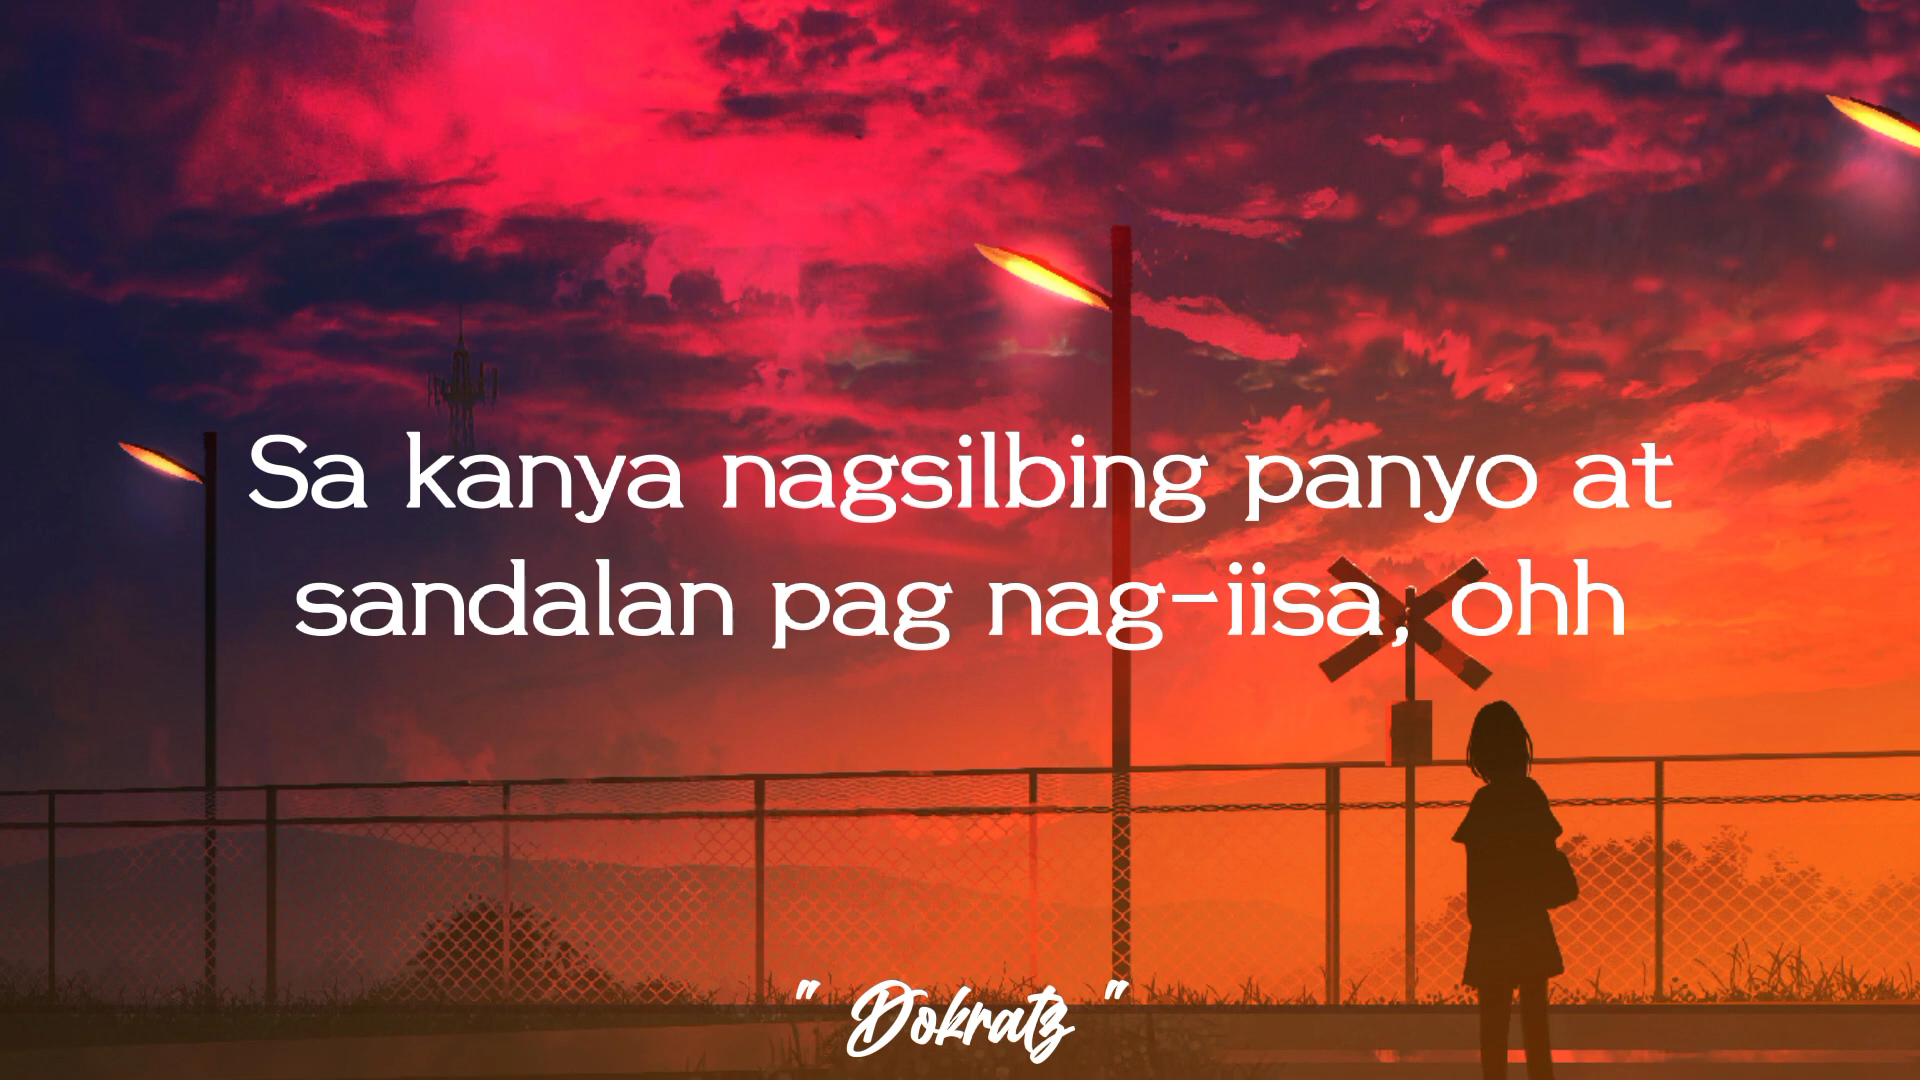 Sa kanya nagsilbing panyo at
sandalan pag nag-iisa, ohh
" Dokratz "